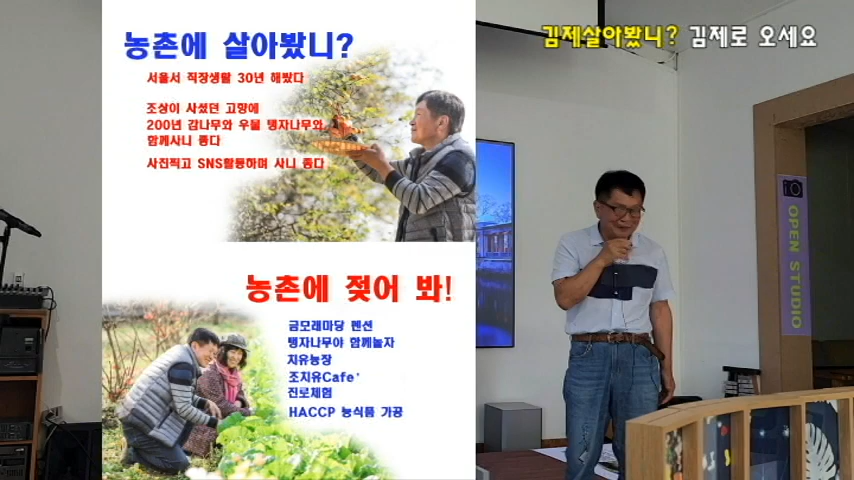 농촌에 살아봤니?
서울서 직장생활 30년 해봤다
조상이 사셨던 고향에
200년 감나무와 우물 탱자나무와
함께사니 좋다
사진찍고 SNS활동하며 사니 좋다
농촌에 젖어 봐!
금모래마당 펜션
탱자나무야 함께놀자
지유농장
조지유Cafe'
진로체험
HACCP 농식품 가공
김제살아봤니? 김제로 오세요
OPEN STUDIO